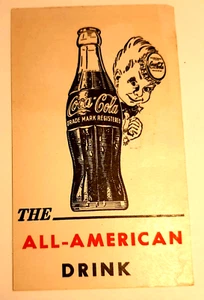 Coca-Cola
TRADE MARK REGISTERED
THE
ALL-AMERICAN
DRINK